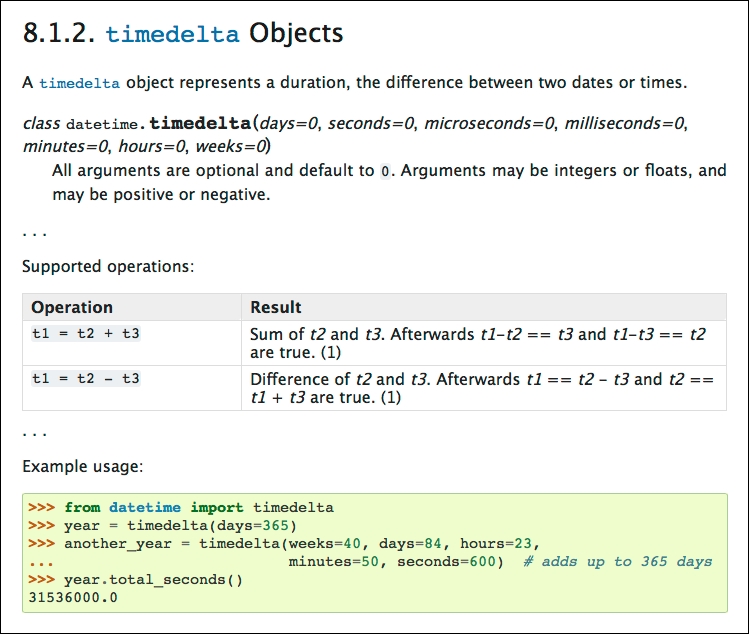 8.1.2. timedelta Objects
A timedelta object represents a duration, the difference between two dates or times.
class datetime.timedelta(days=0, seconds=0, microseconds=0, milliseconds=0,
minutes=0, hours=0, weeks=0)
All arguments are optional and default to 0. Arguments may be integers or floats, and
may be positive or negative.
...
Supported operations:
Operation Result
t1 = t2 + t3 Sum of t2 and t3. Afterwards t1-t2 == t3 and t1-t3 == t2
are true. (1)
t1 = t2 - t3 Difference of t2 and t3. Afterwards t1 == t2 - t3 and t2 ==
t1 + t3 are true. (1)
...
Example usage:
>>> from datetime import timedelta
>>> year = timedelta(days=365)
>>> another_year = timedelta(weeks=40, days=84, hours=23,
... minutes=50, seconds=600) # adds up to 365 days
>>> year.total_seconds()
31536000.0